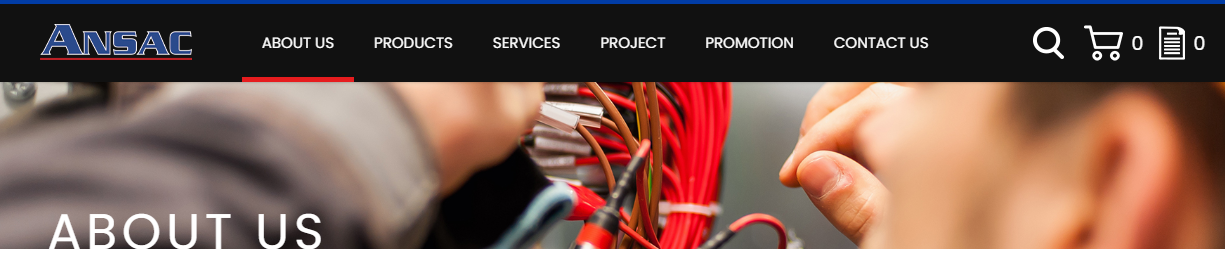 ANSAC
ABOUT US
PRODUCTS
SERVICES
PROJECT
PROMOTION
CONTACT US
0
0
ABOUT US